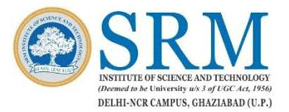 SRM
INSTITUTE OF SCIENCE AND TECHNOLOGY
(Deemed to be University u/s 3 of UGC Act, 1956)
DELHI-NCR CAMPUS, GHAZIABAD (U.P.)